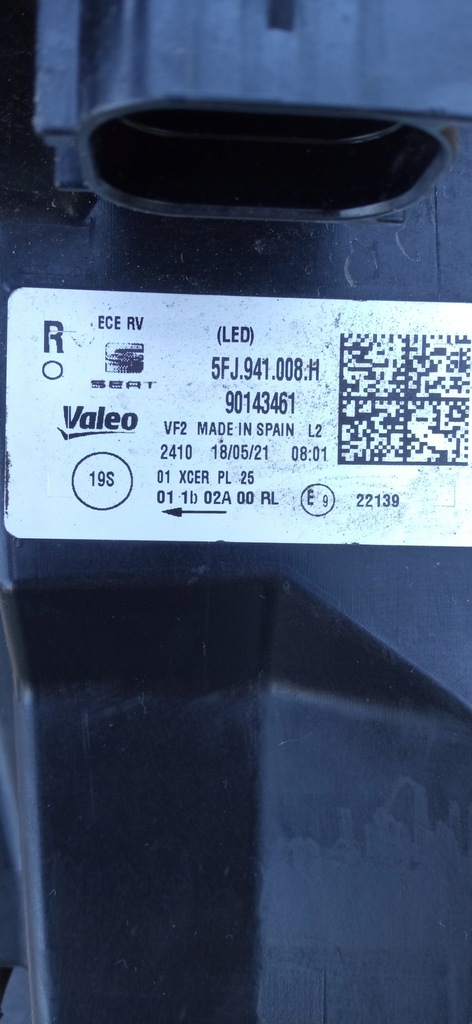 R ECE RV (LED)
SEAT 5FJ.941.008.H
90143461
Valeo VF2 MADE IN SPAIN L2
2410 18/05/21 08:01
19S 01 XCER PL 25
01 1b 02A 00 RL E9 22139